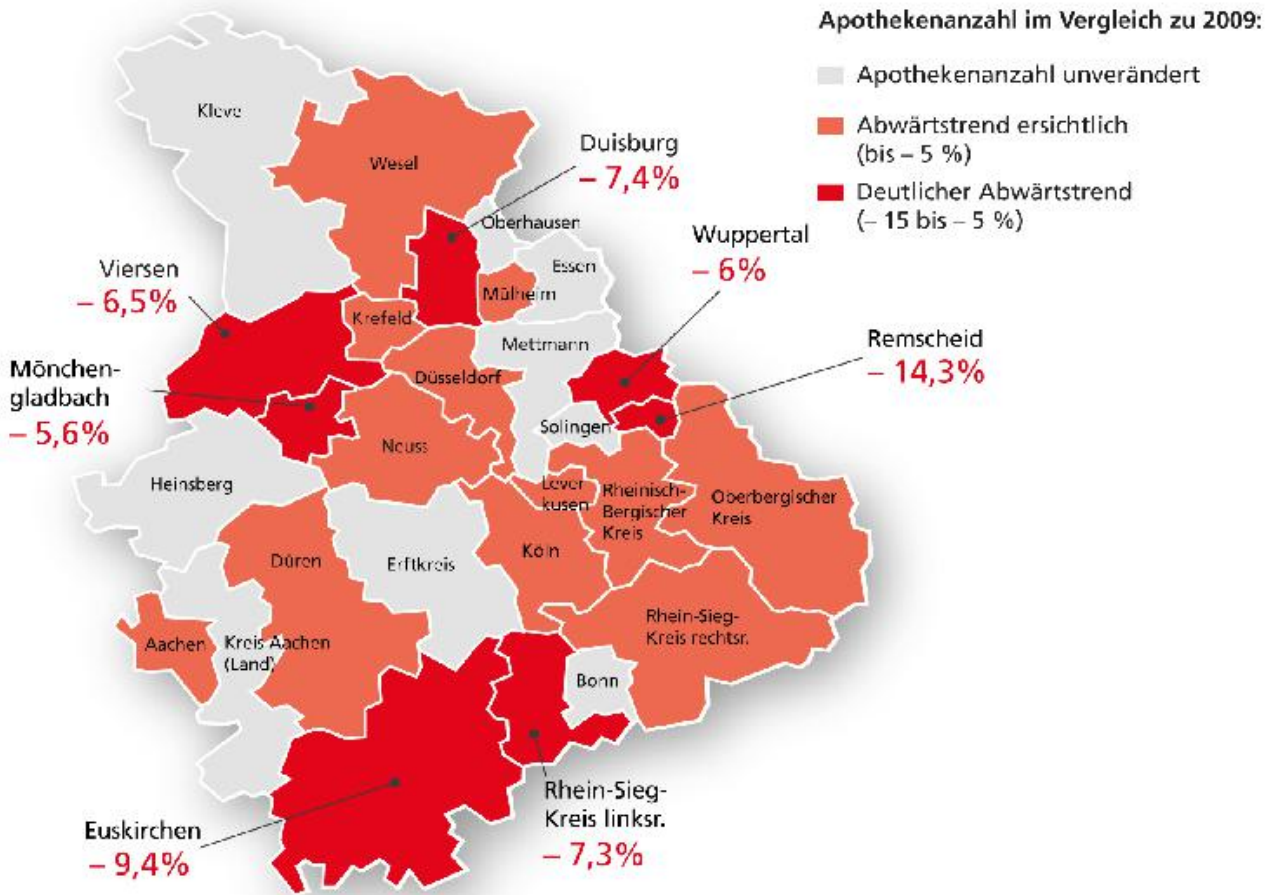 Apothekenanzahl im Vergleich zu 2009:
Apothekenanzahl unverändert
Abwärtstrend ersichtlich
(bis – 5 %)
Deutlicher Abwärtstrend
(– 15 bis – 5 %)
Kleve
Wesel
Duisburg
– 7,4%
Oberhausen
Essen
Mülheim
Wuppertal
– 6%
Viersen
– 6,5%
Krefeld
Mettmann
Remscheid
– 14,3%
Mönchen-
gladbach
– 5,6%
Düsseldorf
Solingen
Neuss
Heinsberg
Lever
kusen
Rheinisch-
Bergischer
Kreis
Oberbergischer
Kreis
Düren
Erftkreis
Köln
Aachen
Kreis Aachen
(Land)
Rhein-Sieg-
Kreis rechtsr.
Bonn
Euskirchen
– 9,4%
Rhein-Sieg-
Kreis linksr.
– 7,3%